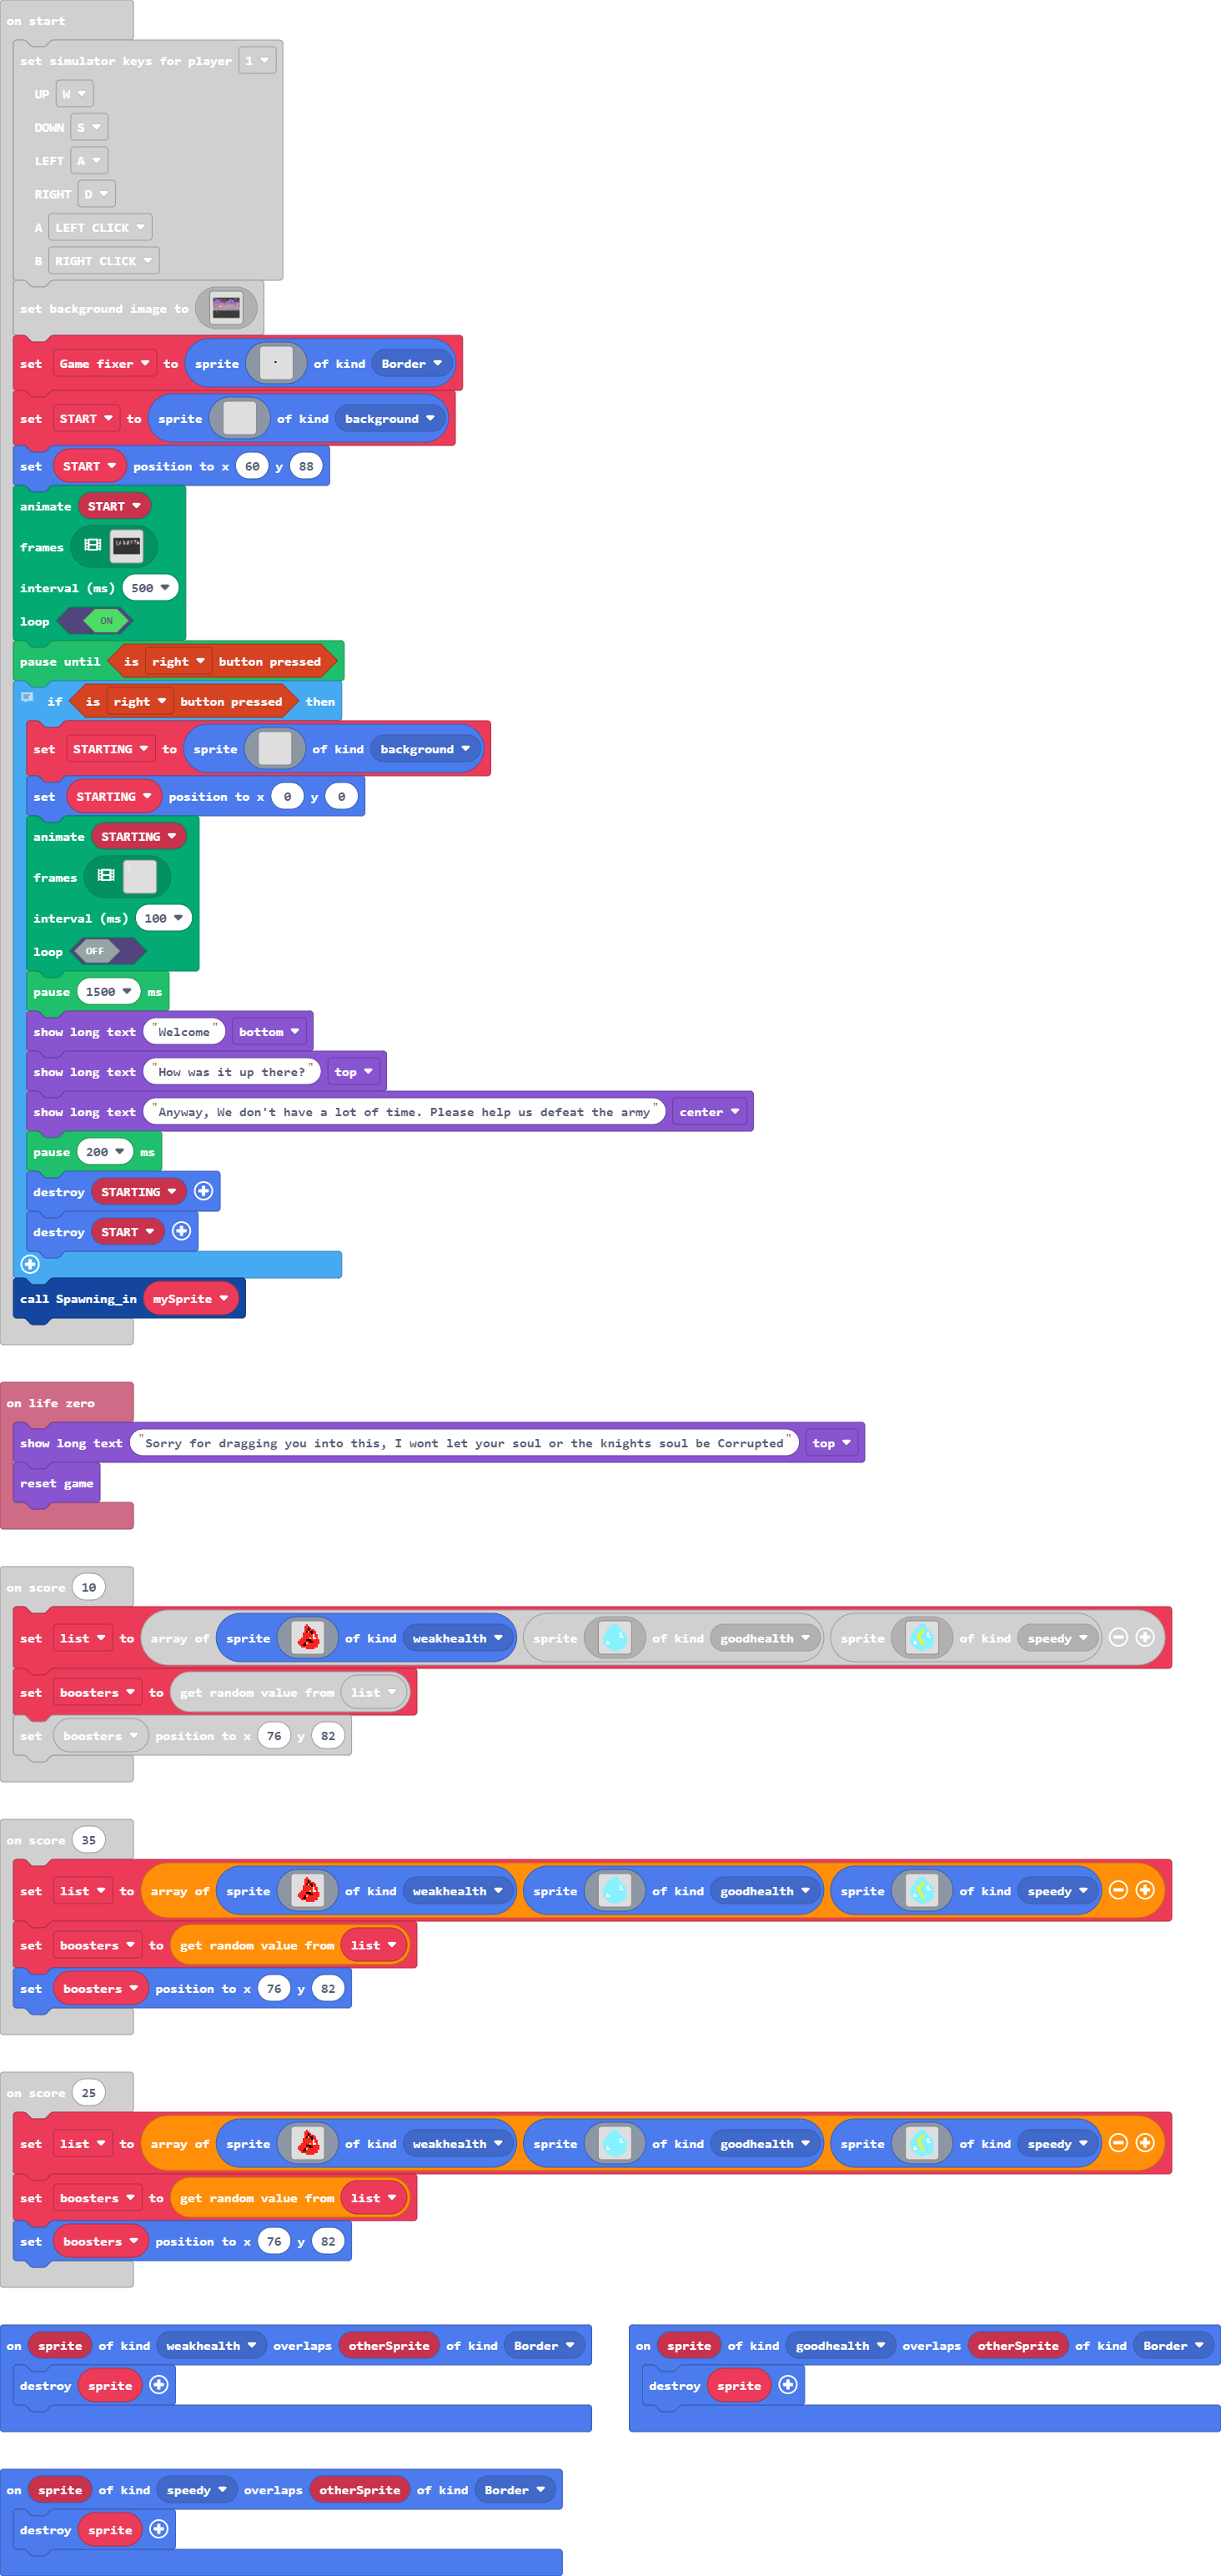 on start
set simulator keys for player 1
UP W
DOWN S
LEFT A
RIGHT D
A LEFT CLICK
B RIGHT CLICK
set background image to
set Game fixer to sprite of kind Border
set START to sprite of kind background
set START position to x 60 y 88
animate START
frames
interval (ms) 500
loop ON
pause until is right button pressed
if is right button pressed then
set STARTING to sprite of kind background
set STARTING position to x 0 y 0
animate STARTING
frames
interval (ms) 100
loop OFF
pause 1500 ms
show long text "Welcome" bottom
show long text "How was it up there?" top
show long text "Anyway, We don't have a lot of time. Please help us defeat the army" center
pause 200 ms
destroy STARTING
destroy START
call Spawning_in mySprite
on life zero
show long text "Sorry for dragging you into this, I wont let your soul or the knights soul be Corrupted" top
reset game
on score 10
set list to array of sprite of kind weakhealth sprite of kind goodhealth sprite of kind speedy
set boosters to get random value from list
set boosters position to x 76 y 82
on score 35
set list to array of sprite of kind weakhealth sprite of kind goodhealth sprite of kind speedy
set boosters to get random value from list
set boosters position to x 76 y 82
on score 25
set list to array of sprite of kind weakhealth sprite of kind goodhealth sprite of kind speedy
set boosters to get random value from list
set boosters position to x 76 y 82
on sprite of kind weakhealth overlaps otherSprite of kind Border
destroy sprite
on sprite of kind goodhealth overlaps otherSprite of kind Border
destroy sprite
on sprite of kind speedy overlaps otherSprite of kind Border
destroy sprite